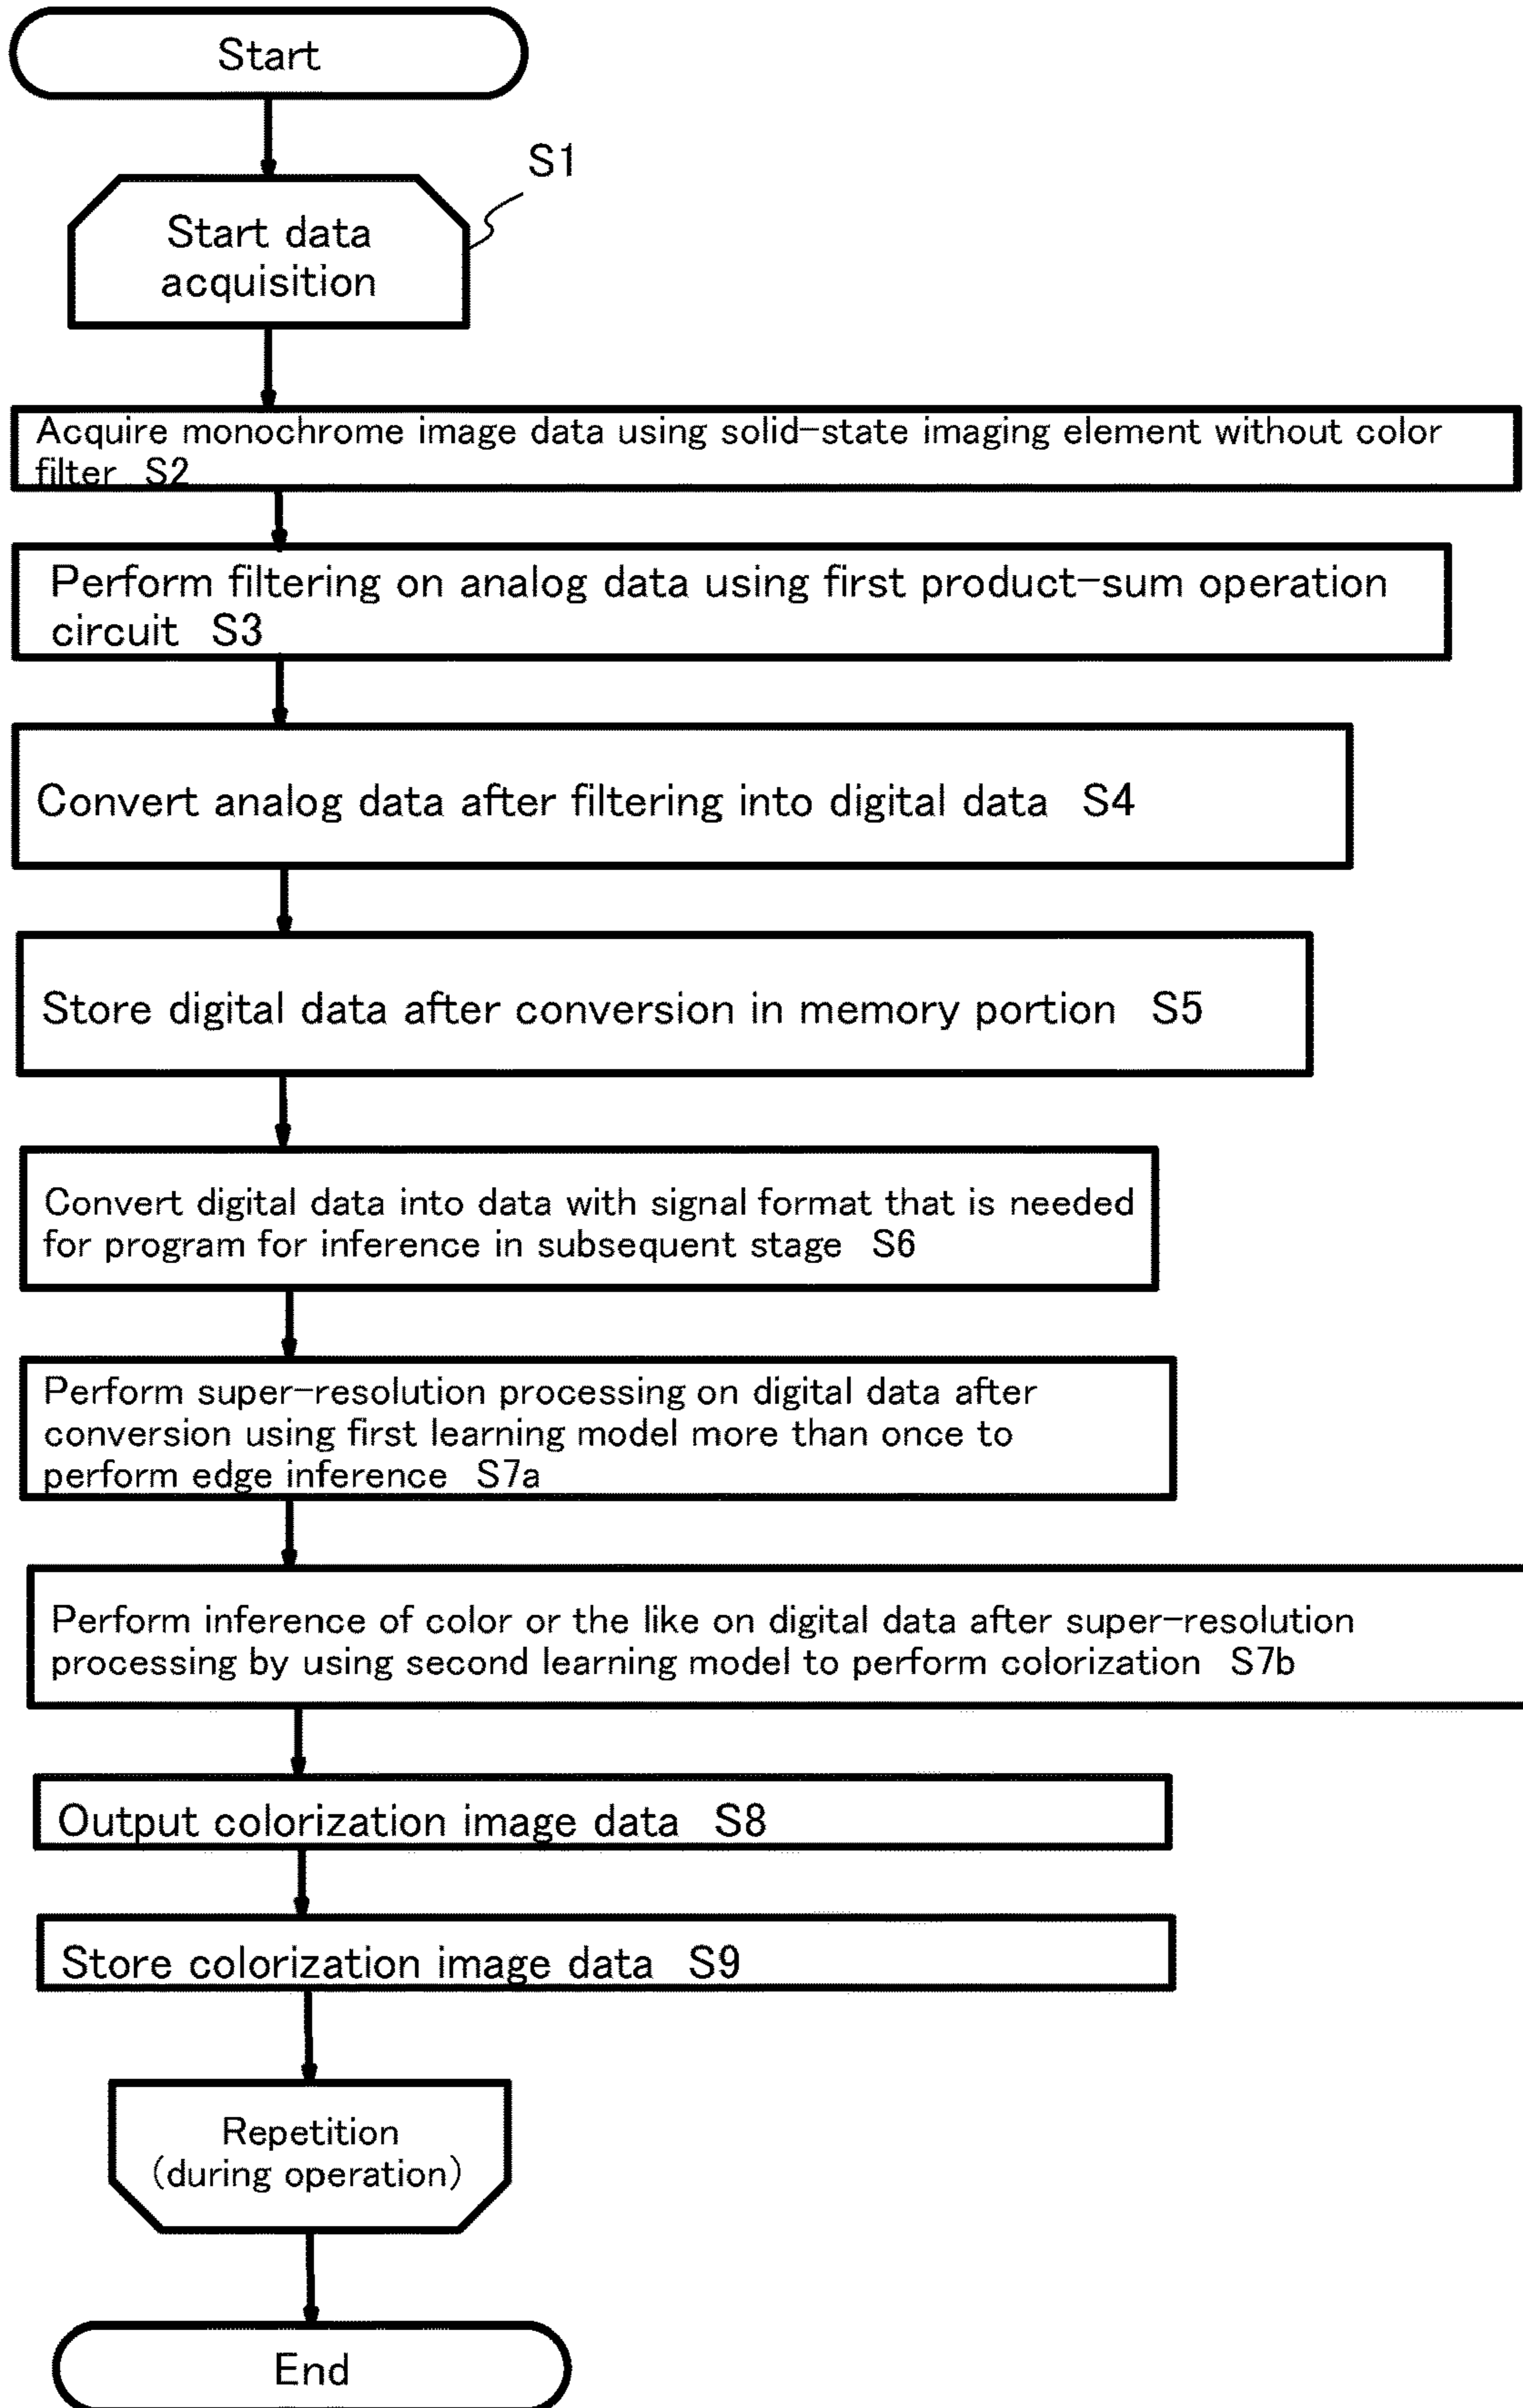 Start
S1
Start data
acquisition
Acquire monochrome image data using solid-state imaging element without color
filter S2
Perform filtering on analog data using first product-sum operation
circuit S3
Convert analog data after filtering into digital data S4
Store digital data after conversion in memory portion S5
Convert digital data into data with signal format that is needed
for program for inference in subsequent stage S6
Perform super-resolution processing on digital data after
conversion using first learning model more than once to
perform edge inference S7a
Perform inference of color or the like on digital data after super-resolution
processing by using second learning model to perform colorization S7b
Output colorization image data S8
Store colorization image data S9
Repetition
(during operation)
End